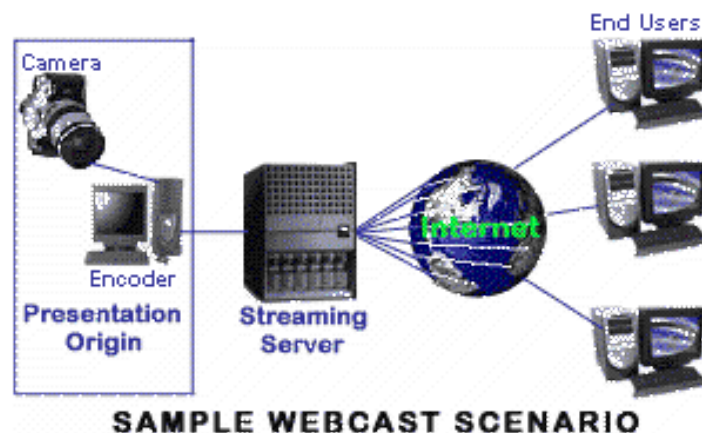 End Users
Camera
Internet
Encoder
Presentation
Origin
Streaming
Server
SAMPLE WEBCAST SCENARIO